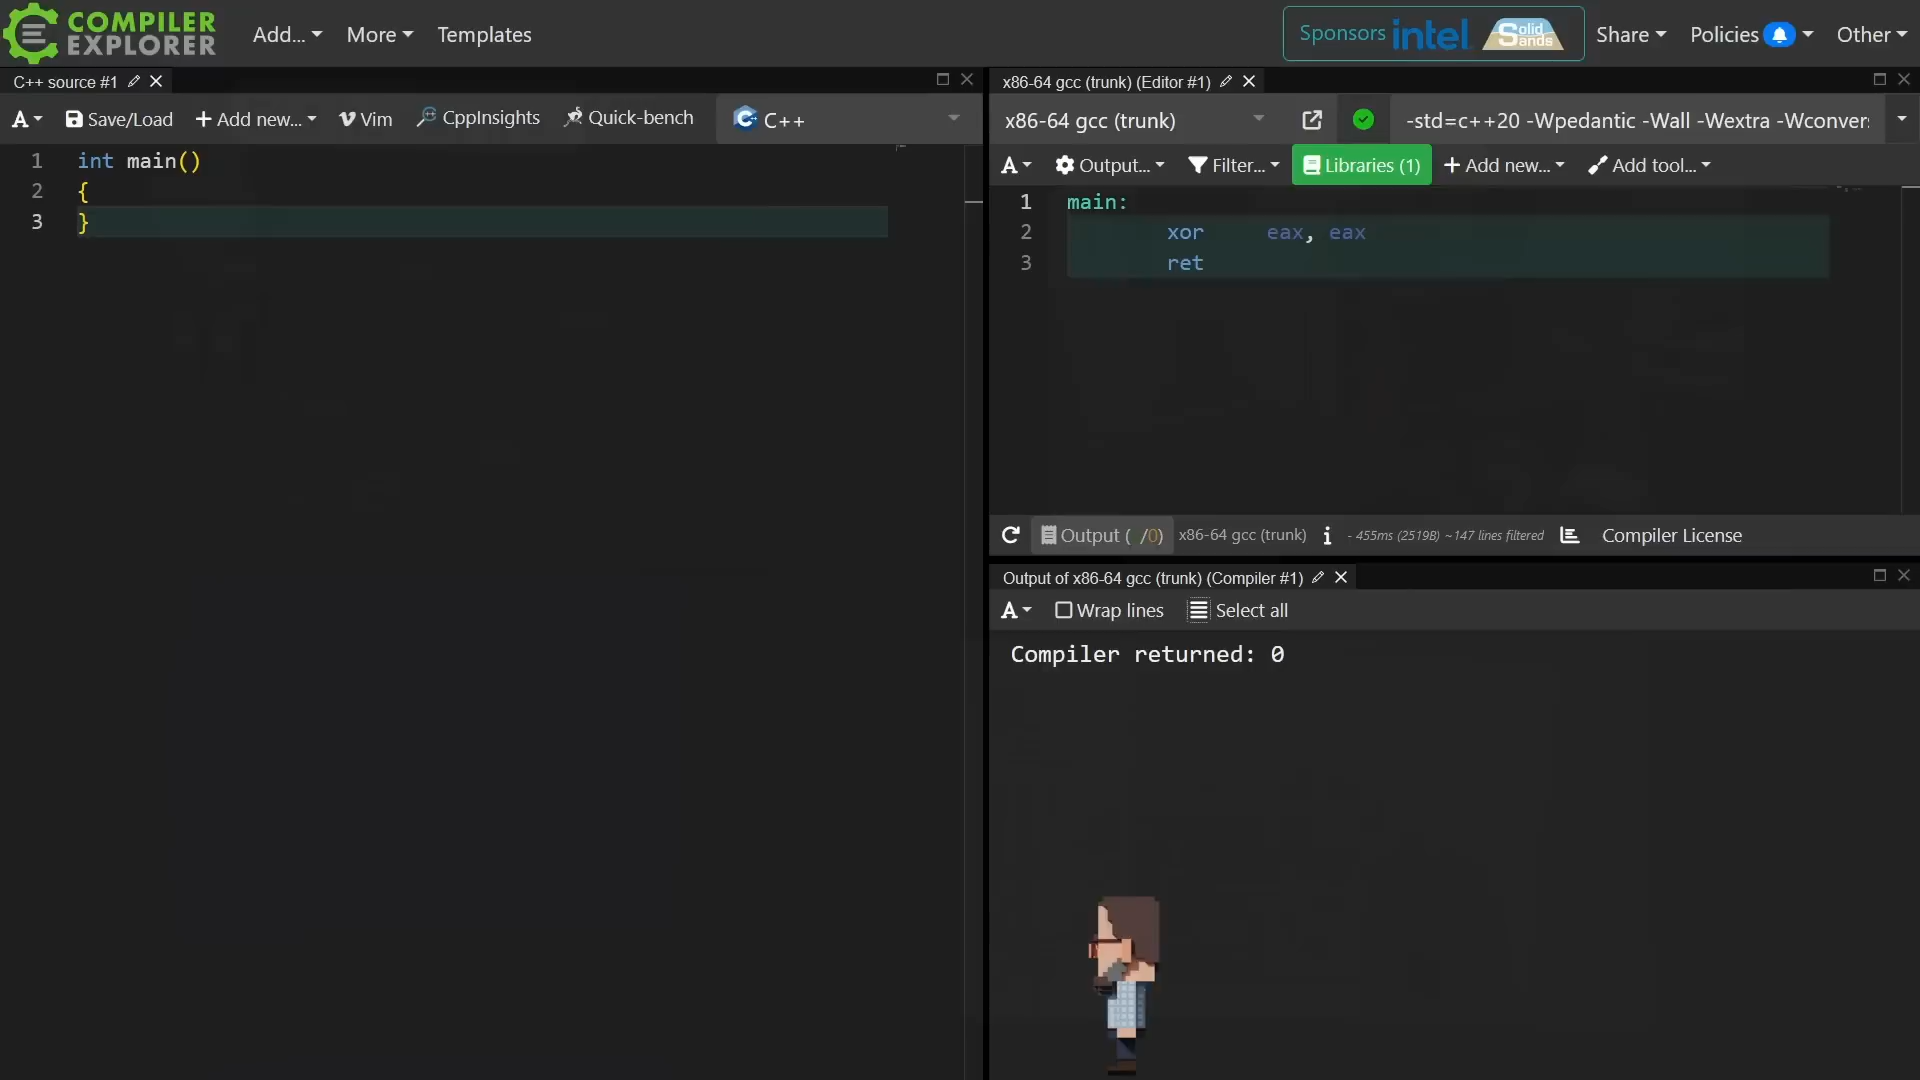 COMPILER
EXPLORER
Add...
More
Templates
Sponsors intel Solid Sands
Share
Policies
Other
C++ source #1
A
Save/Load
Add new...
Vim
CppInsights
Quick-bench
C++
1 int main()
2 {
3 }
x86-64 gcc (trunk) (Editor #1)
x86-64 gcc (trunk)
-std=c++20 -Wpedantic -Wall -Wextra -Wconver
A
Output...
Filter...
Libraries (1)
Add new...
Add tool...
1 main:
2 xor eax, eax
3 ret
Output ( /0)
x86-64 gcc (trunk)
- 455ms (2519B) ~147 lines filtered
Compiler License
Output of x86-64 gcc (trunk) (Compiler #1)
A
Wrap lines
Select all
Compiler returned: 0